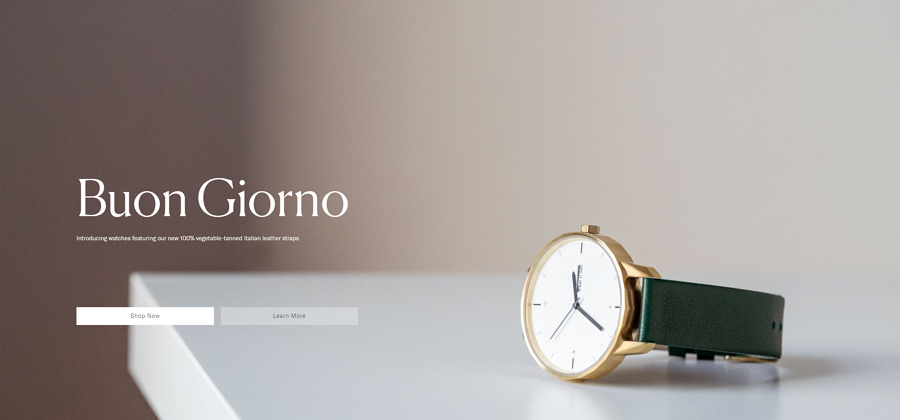 Buon Giorno
Introducing watches featuring our new 100% vegetable-tanned Italian leather straps.
Shop Now
Learn More